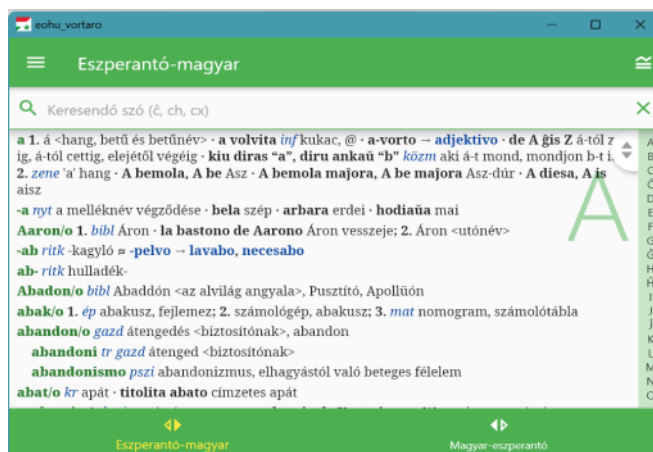 eohu_vortaro
Eszperantó-magyar
Keresendő szó (ĉ, ch, cx)
a 1. á <hang, betű és betűnév> · a volvita inf kukac, @ · a-vorto → adjektivo · de A ĝis Z á-tól z
ig, á-tól cettig, elejétől végéig · kiu diras “a”, diru ankaŭ “b” közm aki á-t mond, mondjon b-t i
2. zene 'a' hang · A bemola, A be Asz · A bemola maĵora, A be maĵora Asz-dúr · A diesa, A is
aisz
-a nyt a melléknév végződése · bela szép · arbara erdei · hodiaŭa mai
Aaron/o 1. bibl Áron · la bastono de Aarono Áron vesszeje; 2. Áron <utónév>
-ab ritk -kagyló ≈ -pelvo → lavabo, necesabo
ab- ritk hulladék-
Abadon/o bibl Abaddón <az alvilág angyala>, Pusztító, Apollüón
abak/o 1. ép abakusz, fejlemez; 2. számológép, abakusz; 3. mat nomogram, számolótábla
abandon/o gazd átengedés <biztosítónak>, abandon
abandoni tr gazd átenged <biztosítónak>
abandonismo pszi abandonizmus, elhagyástól való beteges félelem
abat/o kr apát · titolita abato címzetes apát
A
A
B
C
Ĉ
D
E
F
G
Ĝ
H
Ĥ
I
J
Ĵ
K
L
M
N
O
Eszperantó-magyar
Magyar-eszperantó